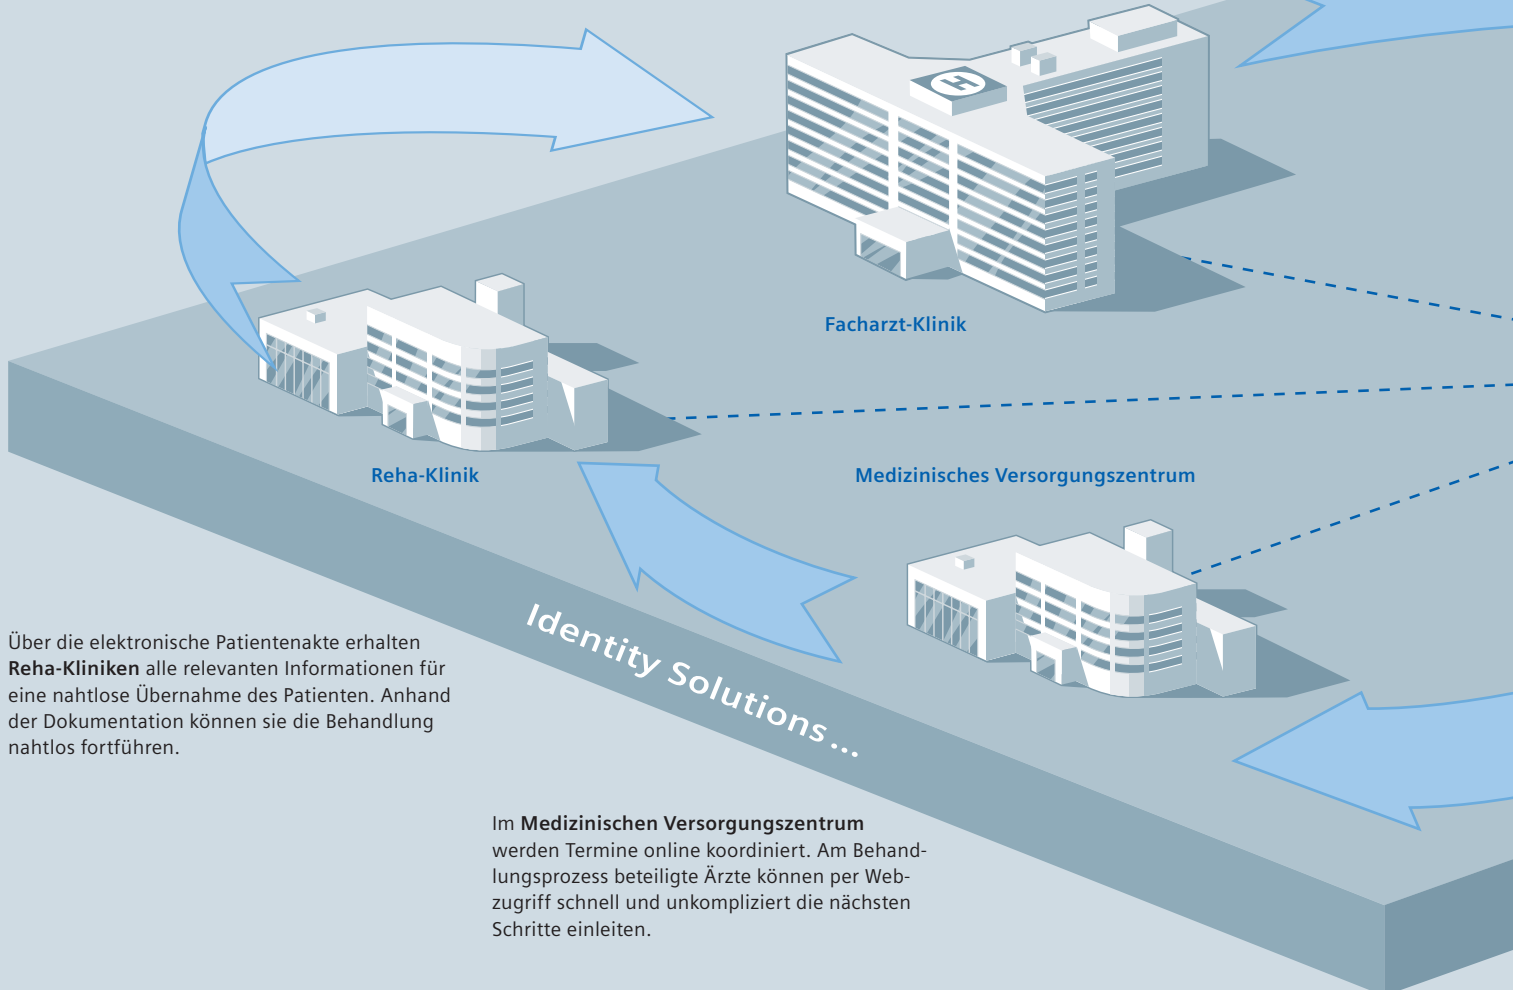 Facharzt-Klinik
Reha-Klinik
Medizinisches Versorgungszentrum
Identity Solutions...
Über die elektronische Patientenakte erhalten
Reha-Kliniken alle relevanten Informationen für
eine nahtlose Übernahme des Patienten. Anhand
der Dokumentation können sie die Behandlung
nahtlos fortführen.
Im Medizinischen Versorgungszentrum
werden Termine online koordiniert. Am Behand-
lungsprozess beteiligte Ärzte können per Web-
zugriff schnell und unkompliziert die nächsten
Schritte einleiten.
H